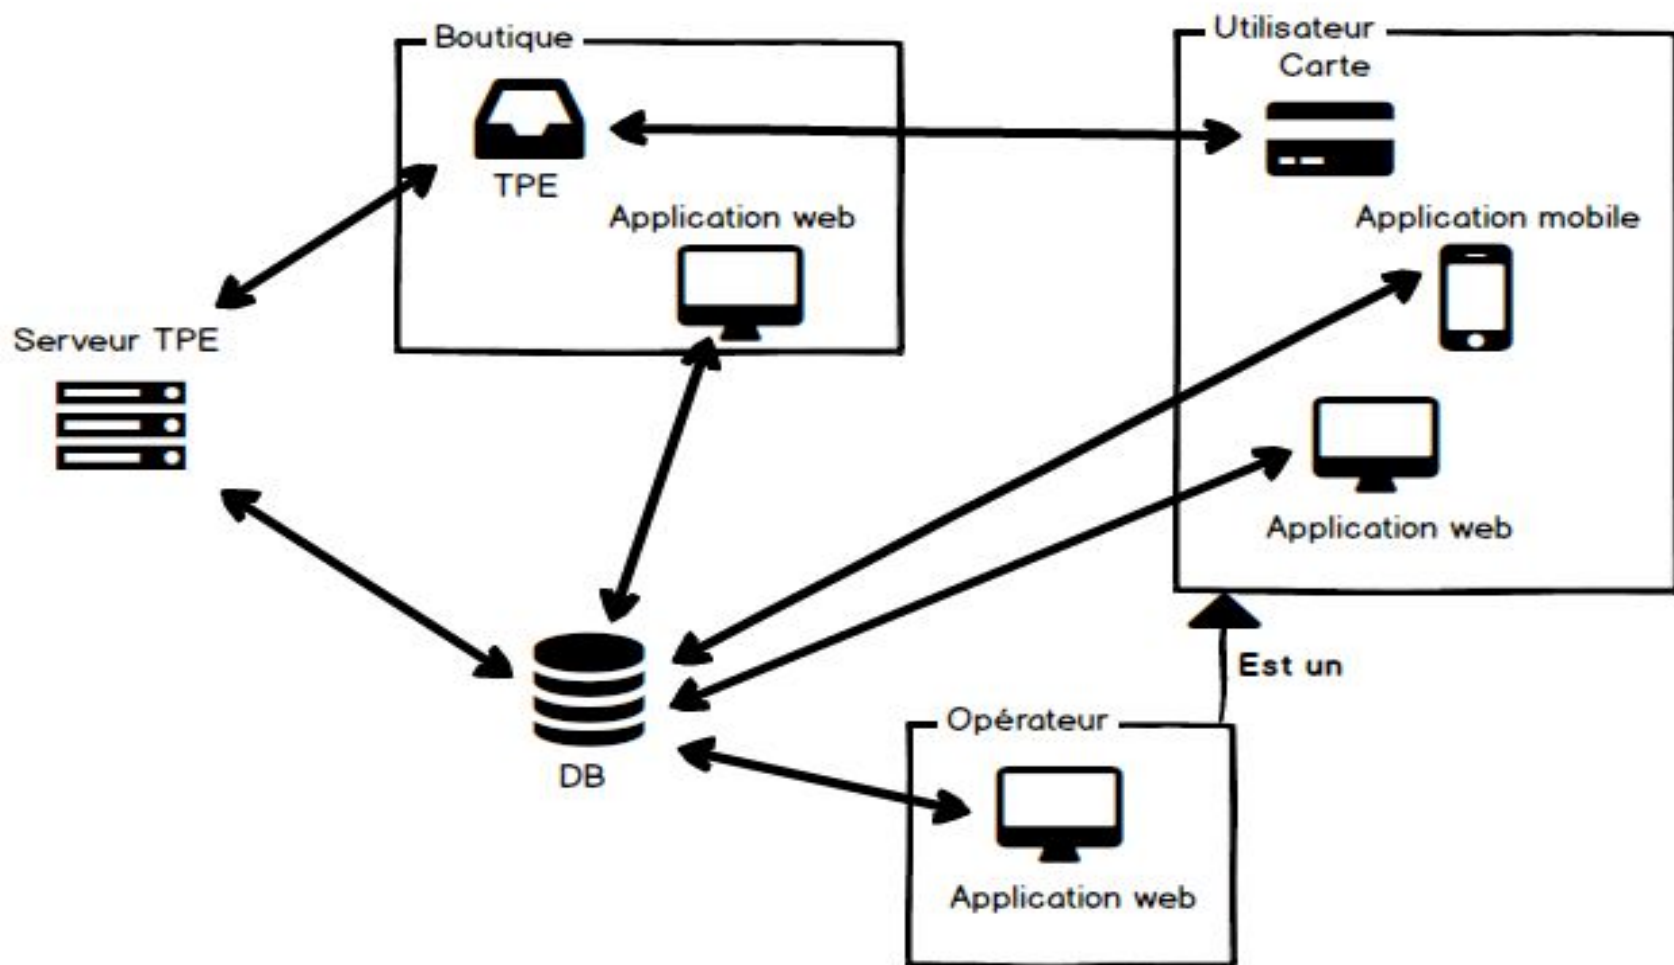 Boutique
TPE
Application web
Utilisateur
Carte
Application mobile
Application web
Serveur TPE
DB
Est un
Opérateur
Application web